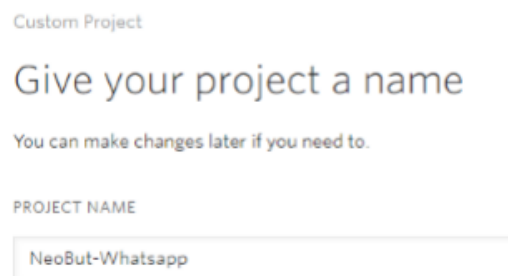 Custom Project
Give your project a name
You can make changes later if you need to.
PROJECT NAME
NeoBut-Whatsapp